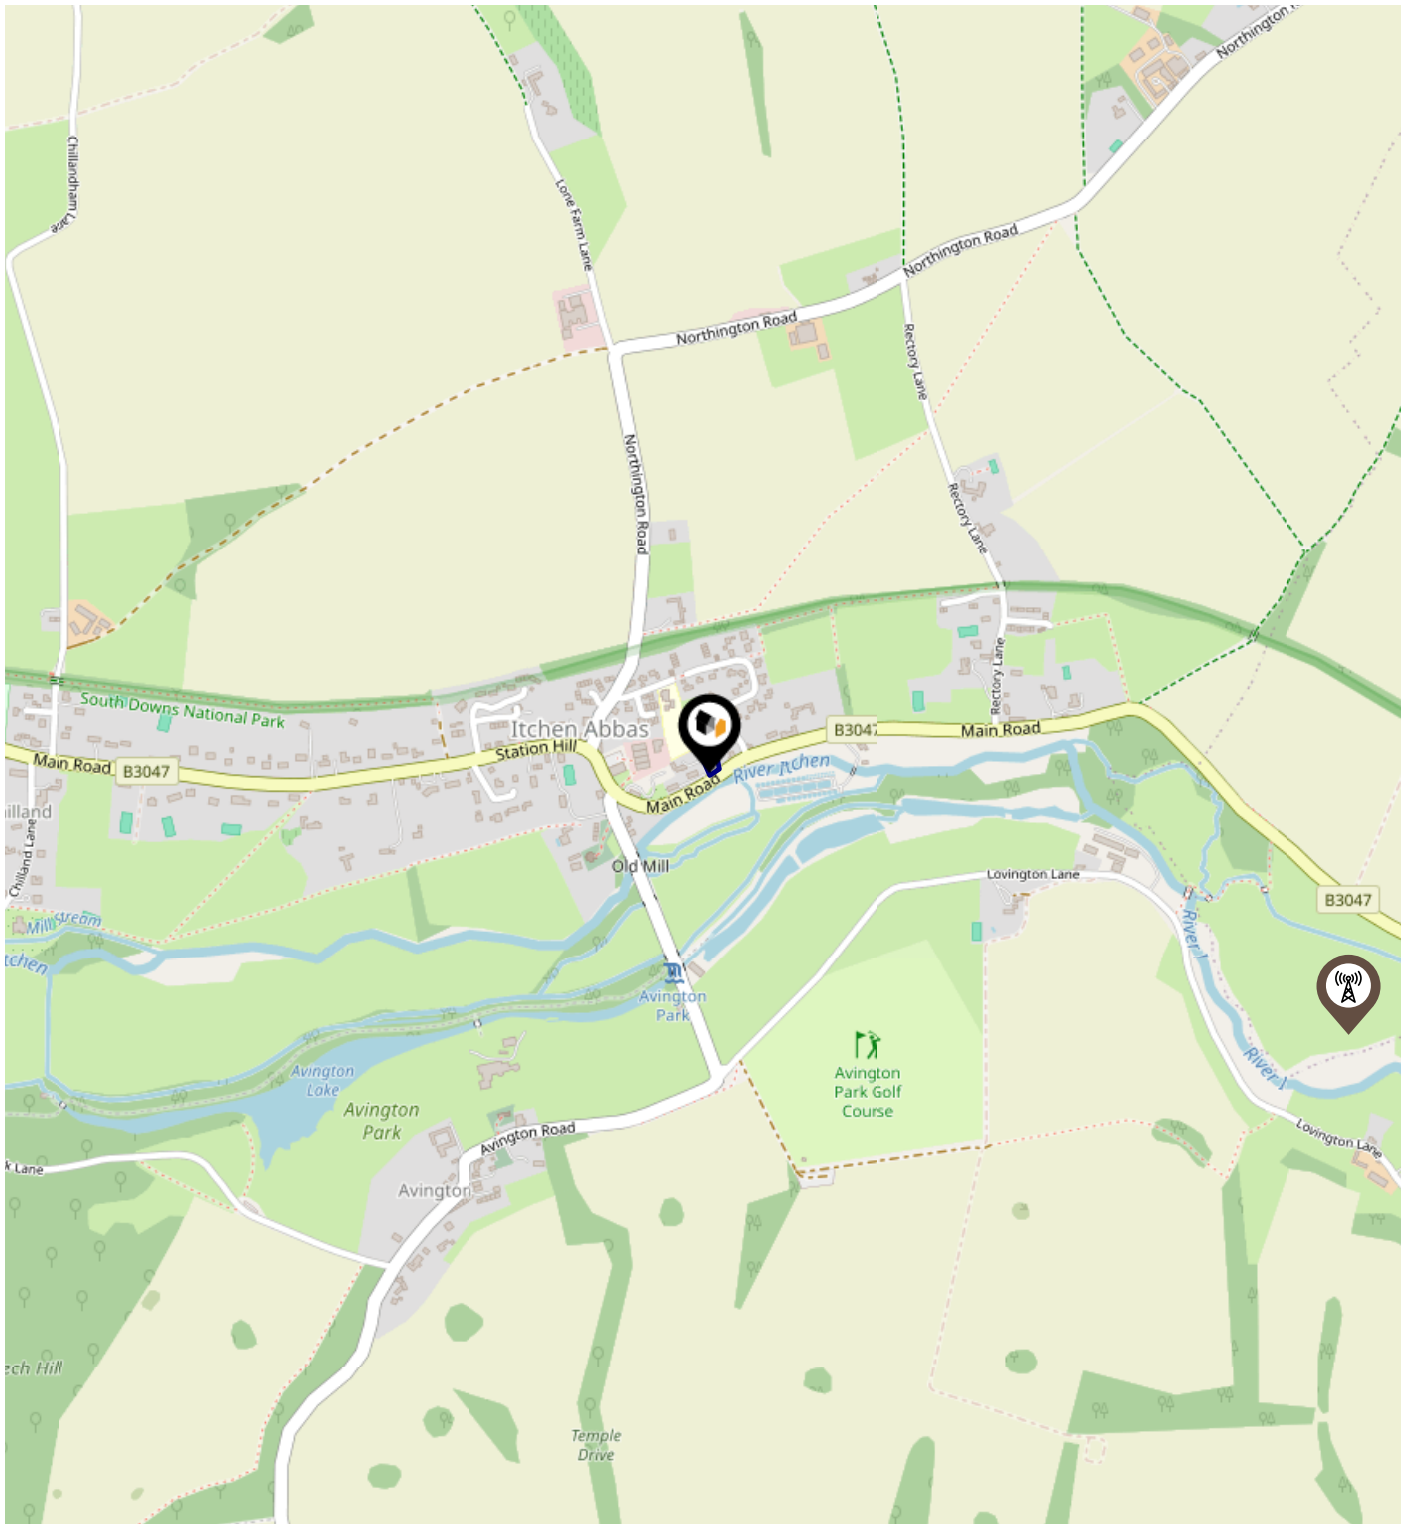 Northington
Chillandham Lane
Lane
Lone Farm Lane
Northington Road
Northington Road
Rectory Lane
Northington Road
Rectory Lane
South Downs National Park
Rectory Lane
Itchen Abbas
Station Hill
B3047
Main Road
Main Road
B3047
River Itchen
Main Road
illand
Chilland Lane
Old Mill
Lovington Lane
B3047
Mill stream
tchen
River I
Avington
Park
River I
Avington
Lake
Avington
Park Golf
Course
Avington
Park
Avington Road
Lovington Lane
k Lane
Avington
ech Hill
Temple
Drive